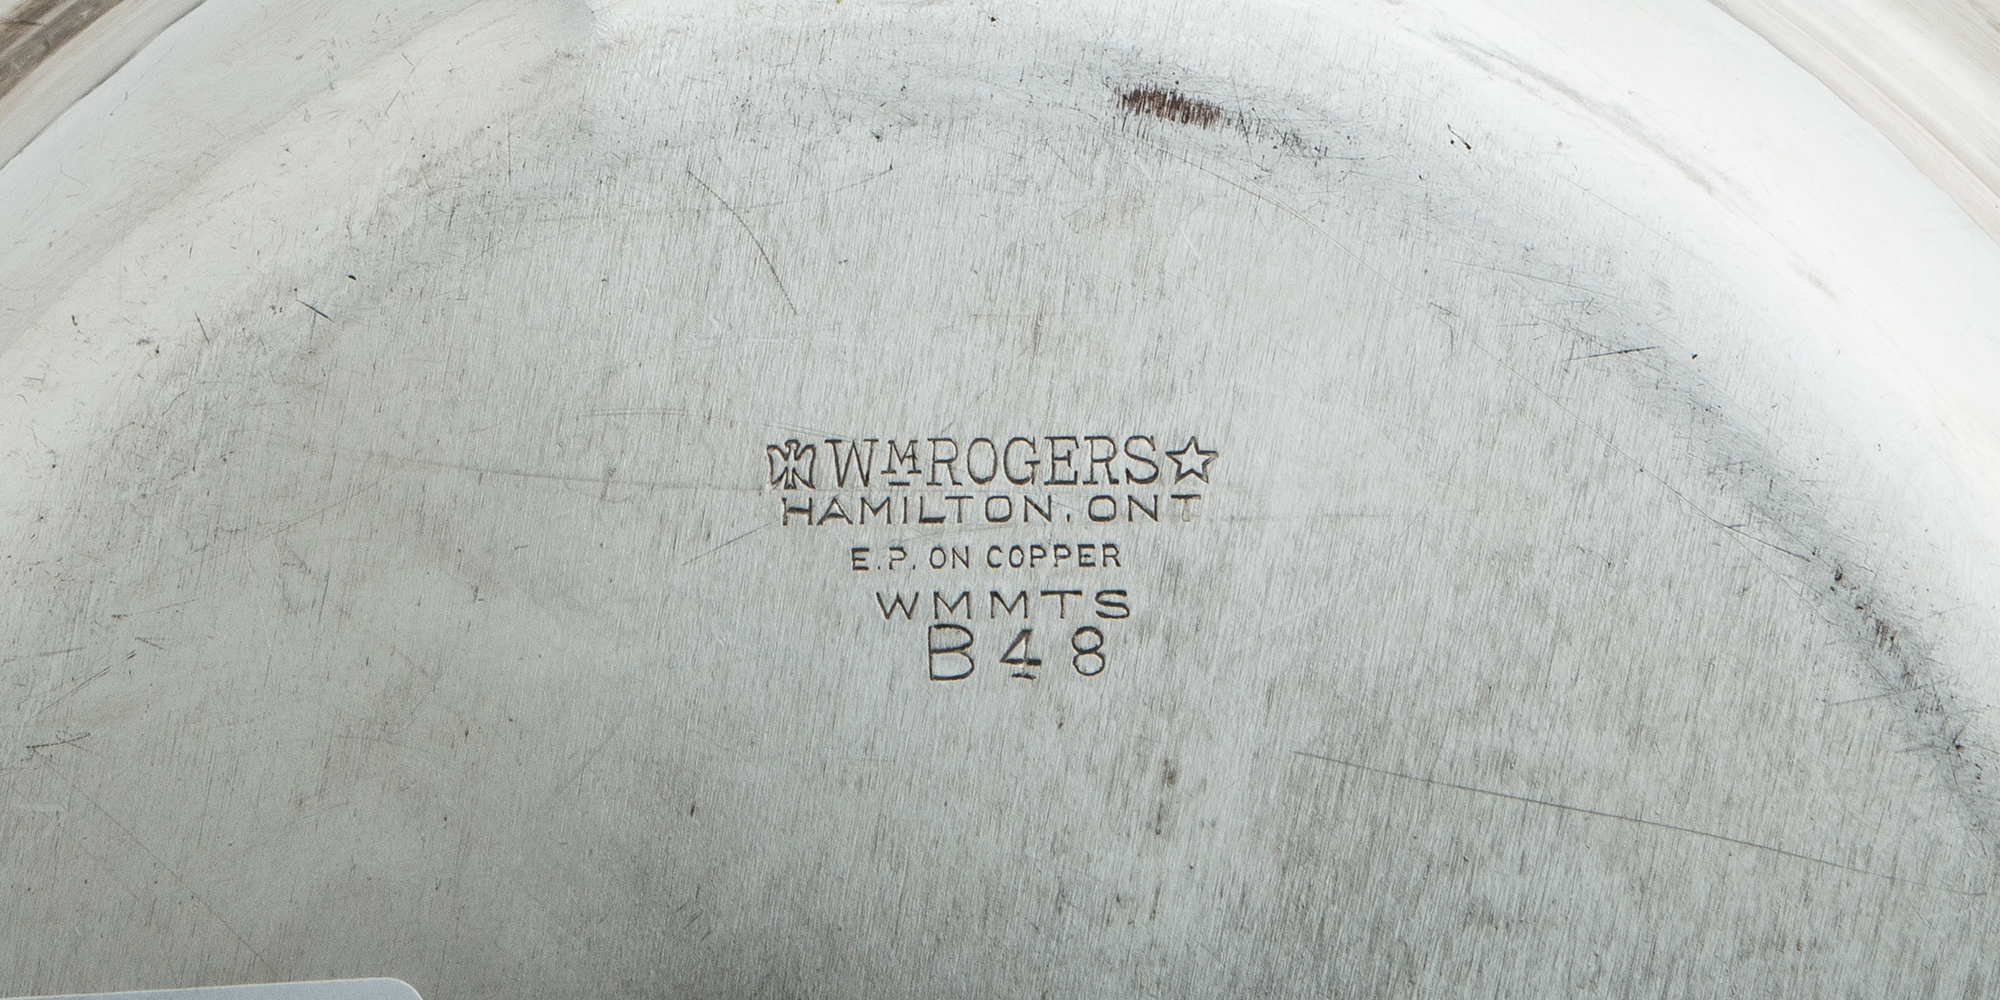 WM ROGERS
HAMILTON, ONT
E.P. ON COPPER
WMMTS
B48